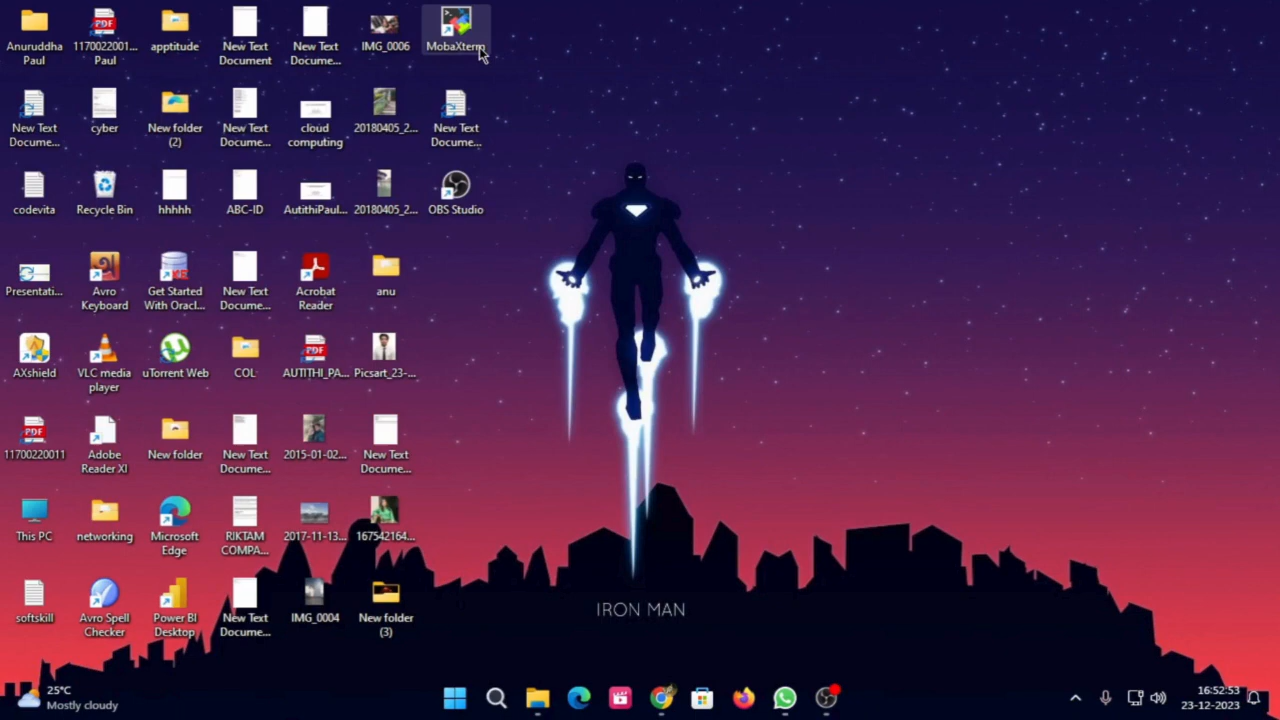 Anuruddha
Paul
1170022001...
Paul
apptitude
New Text
Document
New Text
Docume...
IMG_0006
MobaXterm
New Text
Docume...
cyber
New folder
(2)
New Text
Docume...
cloud
computing
20180405_2...
New Text
Docume...
codevita
Recycle Bin
hhhhh
ABC-ID
AutithiPaul...
20180405_2...
OBS Studio
Presentati...
Avro
Keyboard
Get Started
With Oracl...
New Text
Docume...
Acrobat
Reader
anu
AXshield
VLC media
player
uTorrent Web
COL
AUTITHI_PA...
Picsart_23-...
11700220011
Adobe
Reader XI
New folder
New Text
Docume...
2015-01-02...
New Text
Docume...
This PC
networking
Microsoft
Edge
RIKTAM
COMPA...
2017-11-13...
167542164...
softskill
Avro Spell
Checker
Power BI
Desktop
New Text
Docume...
IMG_0004
New folder
(3)
IRON MAN
25°C
Mostly cloudy
16:52:53
23-12-2023